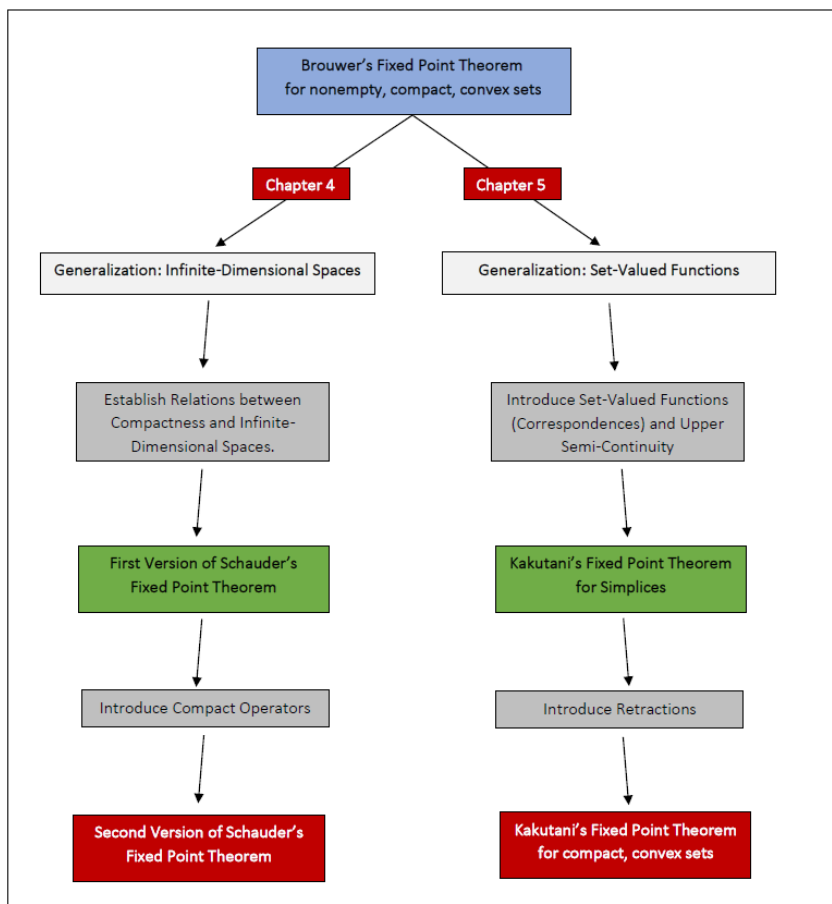 Brouwer's Fixed Point Theorem
for nonempty, compact, convex sets
Chapter 4
Chapter 5
Generalization: Infinite-Dimensional Spaces
Generalization: Set-Valued Functions
Establish Relations between
Compactness and Infinite-
Dimensional Spaces.
Introduce Set-Valued Functions
(Correspondences) and Upper
Semi-Continuity
First Version of Schauder's
Fixed Point Theorem
Kakutani's Fixed Point Theorem
for Simplices
Introduce Compact Operators
Introduce Retractions
Second Version of Schauder's
Fixed Point Theorem
Kakutani's Fixed Point Theorem
for compact, convex sets